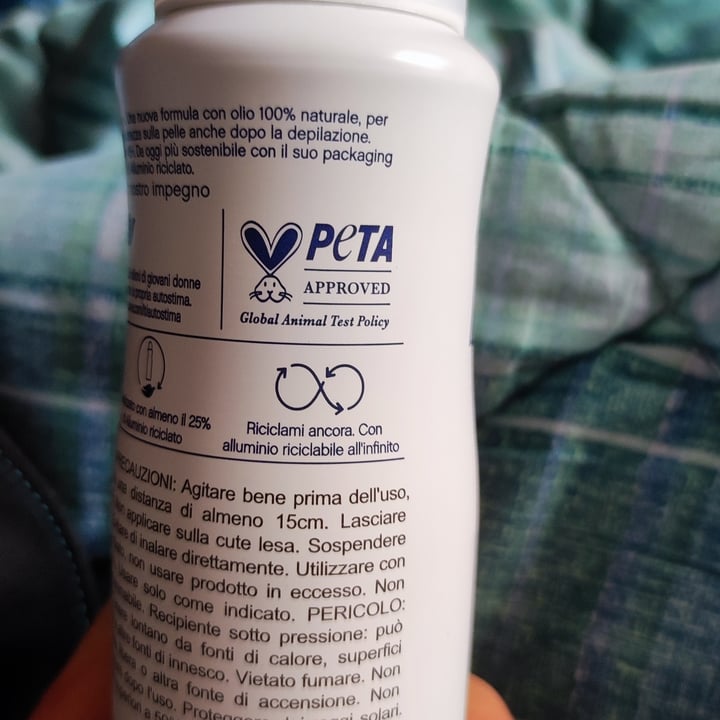 nuova formula con olio 100% naturale, per
sulla pelle anche dopo la depilazione.
Da oggi più sostenibile con il suo packaging
alluminio riciclato.
nostro impegno
di giovani donne
propria autostima.
PETA
APPROVED
Global Animal Test Policy
con almeno il 25%
alluminio riciclato
Riciclami ancora. Con
alluminio riciclabile all'infinito
PRECAUZIONI: Agitare bene prima dell'uso,
una distanza di almeno 15cm. Lasciare
applicare sulla cute lesa. Sospendere
di inalare direttamente. Utilizzare con
non usare prodotto in eccesso. Non
solo come indicato. PERICOLO:
Recipiente sotto pressione: può
lontano da fonti di calore, superfici
fonti di innesco. Vietato fumare. Non
o altra fonte di accensione. Non
dopo l'uso. Proteggere dai raggi solari.